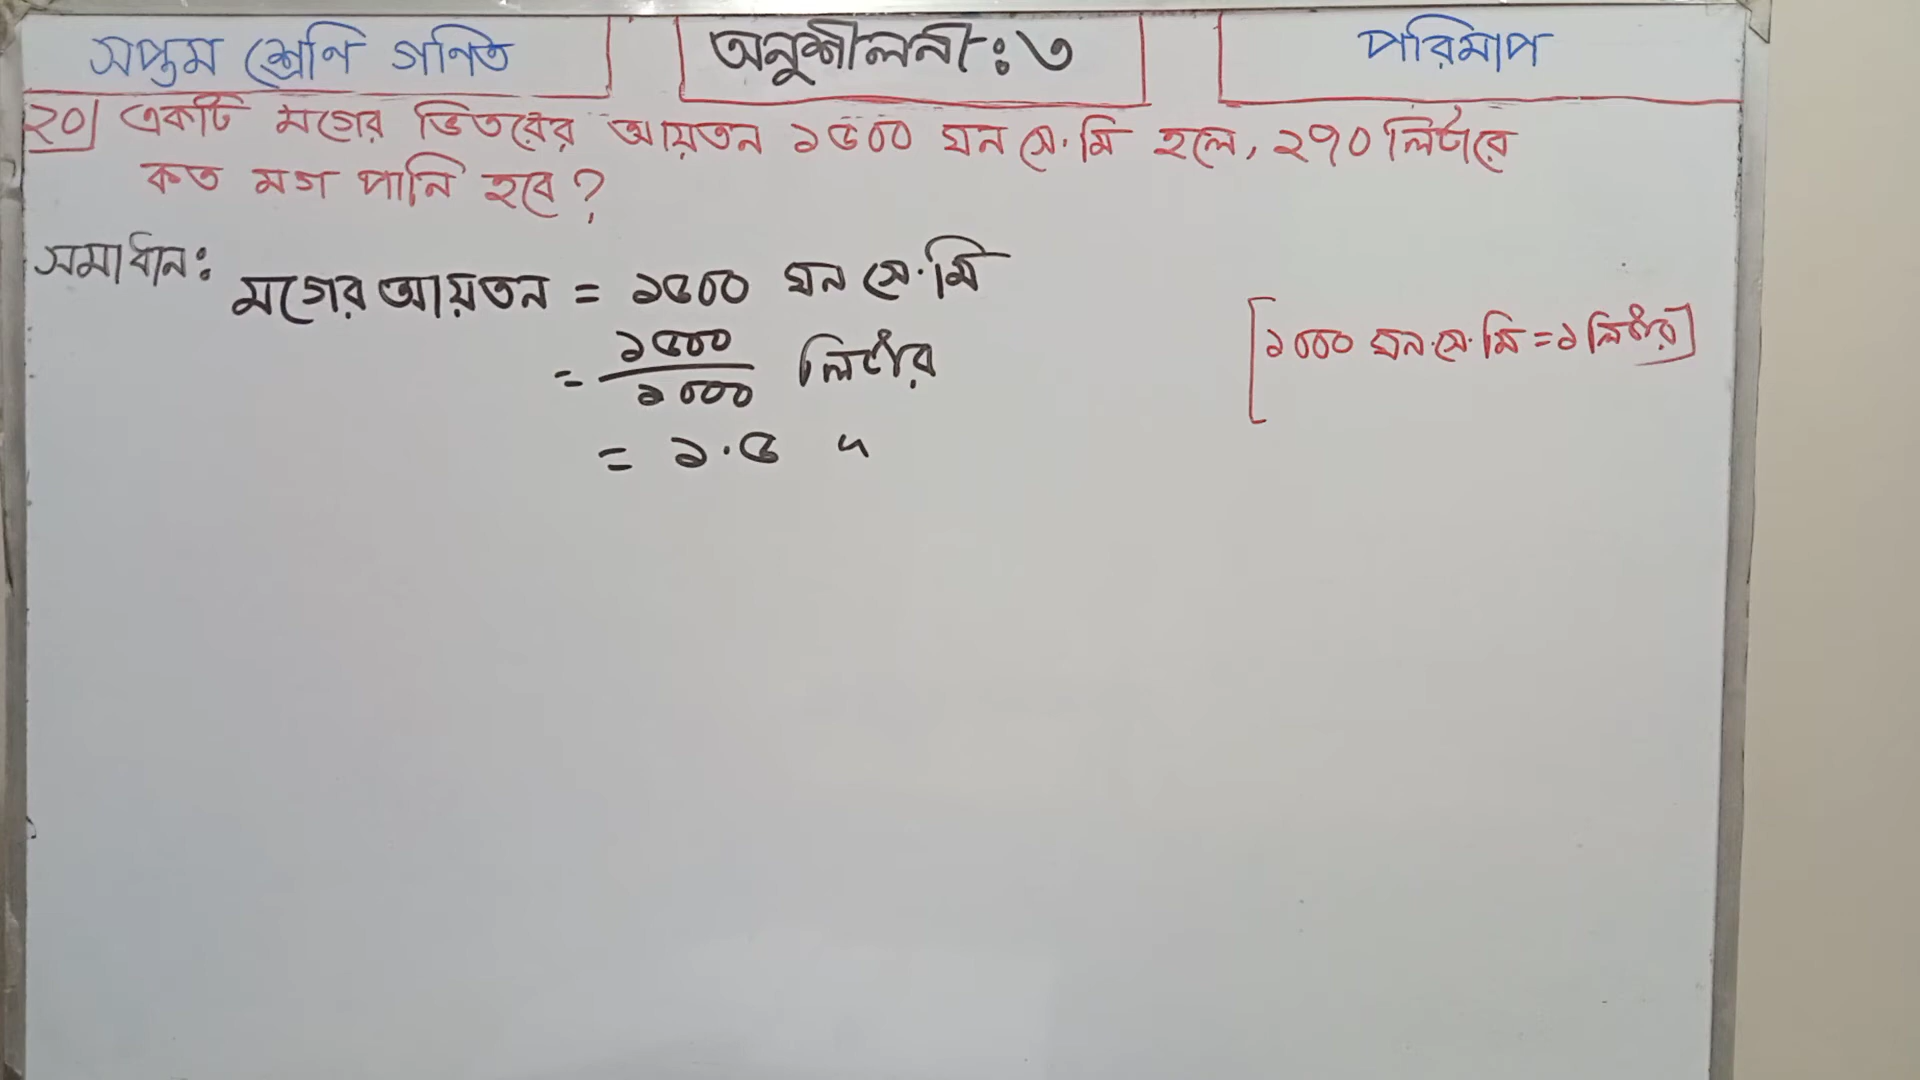 সপ্তম শ্রেণি গনিত
অনুশীলনী:৩
পরিমাপ
২০| একটি মগের ভিতরের আয়তন ১৫০০ ঘন সে.মি হলে, ২৭০ লিটারে
কত মগ পানি হবে?
সমাধান:
মগের আয়তন = ১৫০০ ঘন সে.মি
= ১৫০০/১০০০ লিটার
[১০০০ ঘন.সে.মি = ১ লিটার]
= ১.৫ "